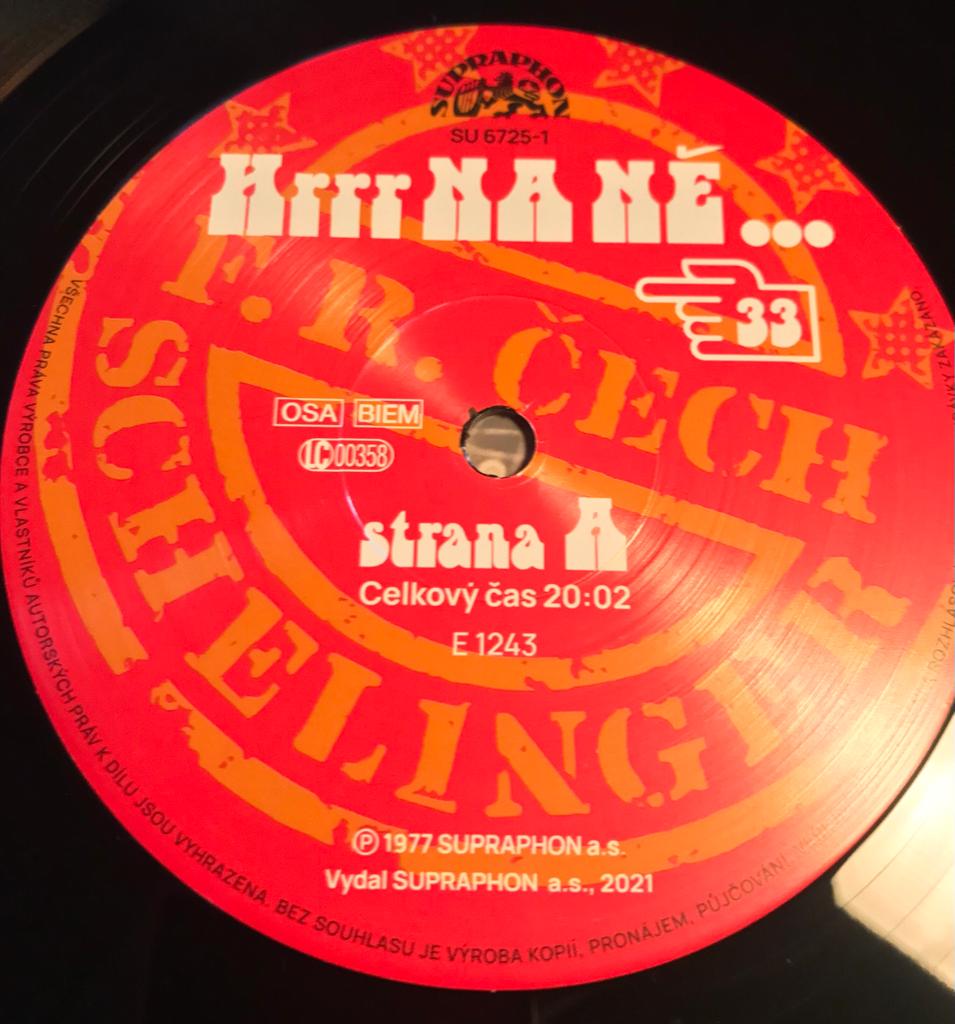 SUPRAPHON
SU 6725-1
Hrrr NA NĚ...
33
F. R. ČECH
SCHELINGER
OSA BIEM
LC 00358
strana A
Celkový čas 20:02
E 1243
Ⓟ 1977 SUPRAPHON a.s.
Vydal SUPRAPHON a.s., 2021
VŠECHNA PRÁVA VÝROBCE A VLASTNÍKŮ AUTORSKÝCH PRÁV K DÍLU JSOU VYHRAZENA. BEZ SOUHLASU JE VÝROBA KOPIÍ, PRONÁJEM, PŮJČOVÁNÍ,